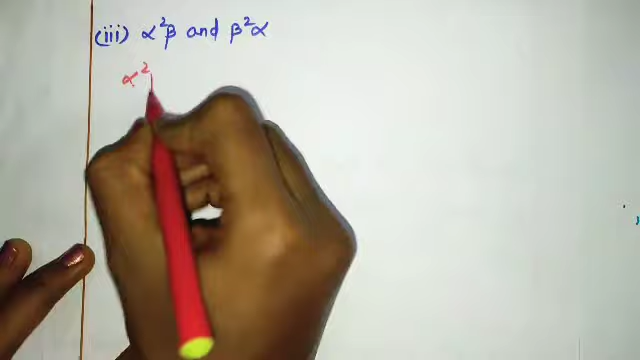 (iii) α²β and β²α
α²